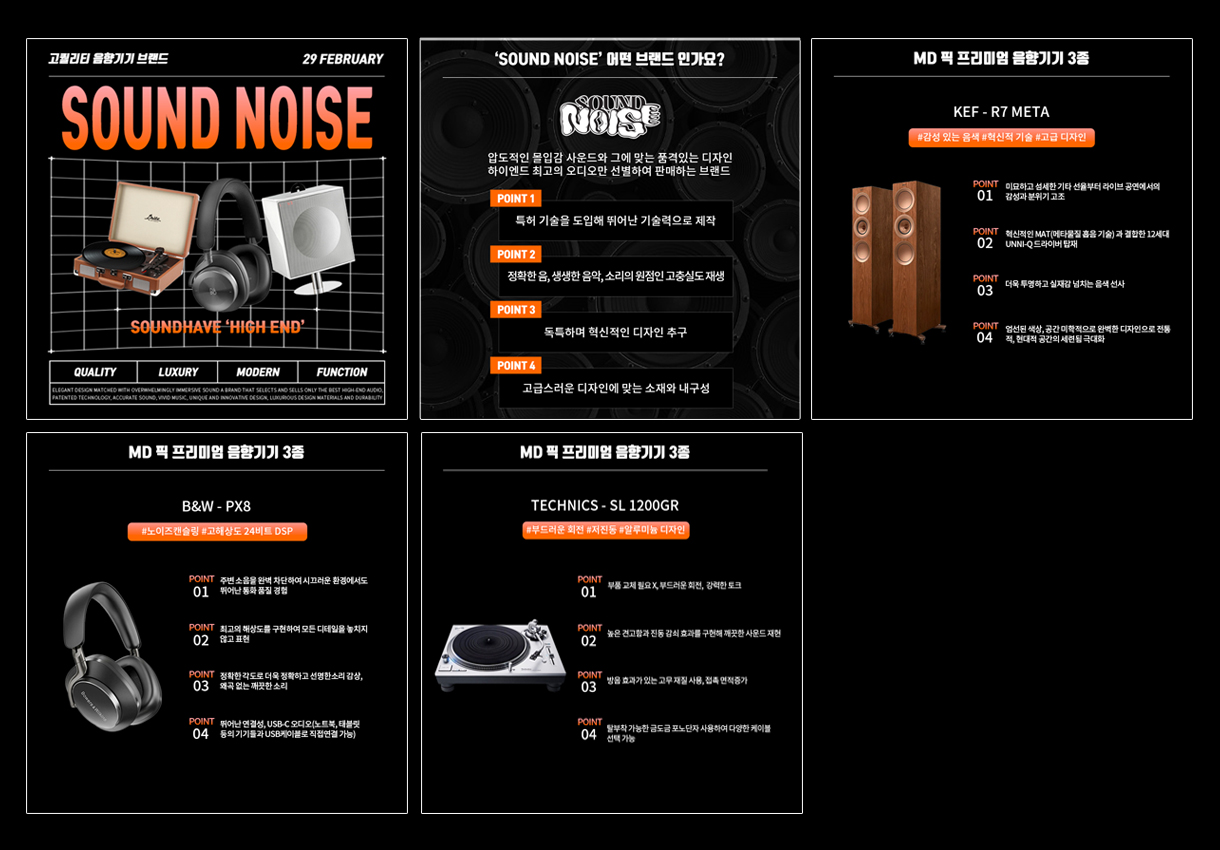 고퀄리티 음향기기 브랜드
29 FEBRUARY
SOUND NOISE
SOUNDHAVE ‘HIGH END’
QUALITY
LUXURY
MODERN
FUNCTION
ELEGANT DESIGN MATCHED WITH OVERWHELMINGLY IMMERSIVE SOUND A BRAND THAT SELECTS AND SELLS ONLY THE BEST HIGH-END AUDIO,
PATENTED TECHNOLOGY, ACCURATE SOUND, VIVID MUSIC, UNIQUE AND INNOVATIVE DESIGN, LUXURIOUS DESIGN MATERIALS AND DURABILITY
‘SOUND NOISE’ 어떤 브랜드 인가요?
SOUND
NOISE
압도적인 몰입감 사운드와 그에 맞는 품격있는 디자인
하이엔드 최고의 오디오만 선별하여 판매하는 브랜드
POINT 1
특허 기술을 도입해 뛰어난 기술력으로 제작
POINT 2
정확한 음, 생생한 음악, 소리의 원점인 고충실도 재생
POINT 3
독특하며 혁신적인 디자인 추구
POINT 4
고급스러운 디자인에 맞는 소재와 내구성
MD 픽 프리미엄 음향기기 3종
KEF - R7 META
#감성 있는 음색 #혁신적 기술 #고급 디자인
POINT
01
미묘하고 섬세한 기타 선율부터 라이브 공연에서의
감성과 분위기 고조
POINT
02
혁신적인 MAT(메타물질 흡음 기술) 과 결합한 12세대
UNNI-Q 드라이버 탑재
POINT
03
더욱 투명하고 실재감 넘치는 음색 선사
POINT
04
엄선된 색상, 공간 미학적으로 완벽한 디자인으로 전통
적, 현대적 공간의 세련됨 극대화
MD 픽 프리미엄 음향기기 3종
B&W - PX8
#노이즈캔슬링 #고해상도 24비트 DSP
POINT
01
주변 소음을 완벽 차단하여 시끄러운 환경에서도
뛰어난 통화 품질 경험
POINT
02
최고의 해상도를 구현하여 모든 디테일을 놓치지
않고 표현
POINT
03
정확한 각도로 더욱 정확하고 선명한소리 감상,
왜곡 없는 깨끗한 소리
POINT
04
뛰어난 연결성, USB-C 오디오(노트북, 태블릿
등의 기기들과 USB케이블로 직접연결 가능)
MD 픽 프리미엄 음향기기 3종
TECHNICS - SL 1200GR
#부드러운 회전 #저진동 #알루미늄 디자인
POINT
01
부품 교체 필요 X, 부드러운 회전, 강력한 토크
POINT
02
높은 견고함과 진동 감쇠 효과를 구현해 깨끗한 사운드 재현
POINT
03
방음 효과가 있는 고무 재질 사용, 접촉 면적증가
POINT
04
탈부착 가능한 금도금 포노단자 사용하여 다양한 케이블
선택 가능